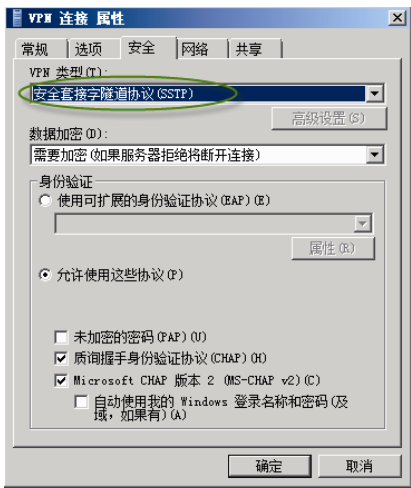 VPN 连接 属性
常规 选项 安全 网络 共享
VPN 类型(T):
安全套接字隧道协议(SSTP)
高级设置(S)
数据加密(D):
需要加密(如果服务器拒绝将断开连接)
身份验证
使用可扩展的身份验证协议(EAP)(E)
属性(R)
允许使用这些协议(P)
未加密的密码(PAP)(U)
质询握手身份验证协议(CHAP)(H)
Microsoft CHAP 版本 2 (MS-CHAP v2)(C)
自动使用我的 Windows 登录名称和密码(及
域，如果有)(A)
确定 取消